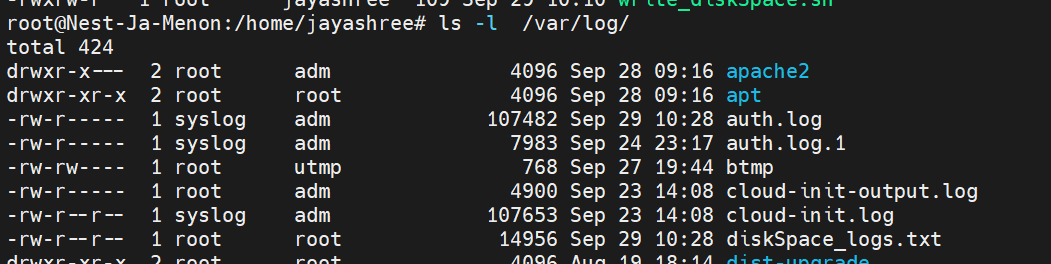 -rwxrw-r-- 1 jayashree 109 Sep 29 10:10 write_diskSpace.sh
root@Nest-Ja-Menon:/home/jayashree# ls -l  /var/log/
total 424
drwxr-x---  2 root      adm               4096 Sep 28 09:16 apache2
drwxr-xr-x  2 root      root              4096 Sep 28 09:16 apt
-rw-r-----  1 syslog    adm             107482 Sep 29 10:28 auth.log
-rw-r-----  1 syslog    adm               7983 Sep 24 23:17 auth.log.1
-rw-rw----  1 root      utmp               768 Sep 27 19:44 btmp
-rw-r-----  1 root      adm               4900 Sep 23 14:08 cloud-init-output.log
-rw-r--r--  1 syslog    adm             107653 Sep 23 14:08 cloud-init.log
-rw-r--r--  1 root      root             14956 Sep 29 10:28 diskSpace_logs.txt
drwxr-xr-x  2 root      root              4096 Aug 19 18:14 dist-upgrade